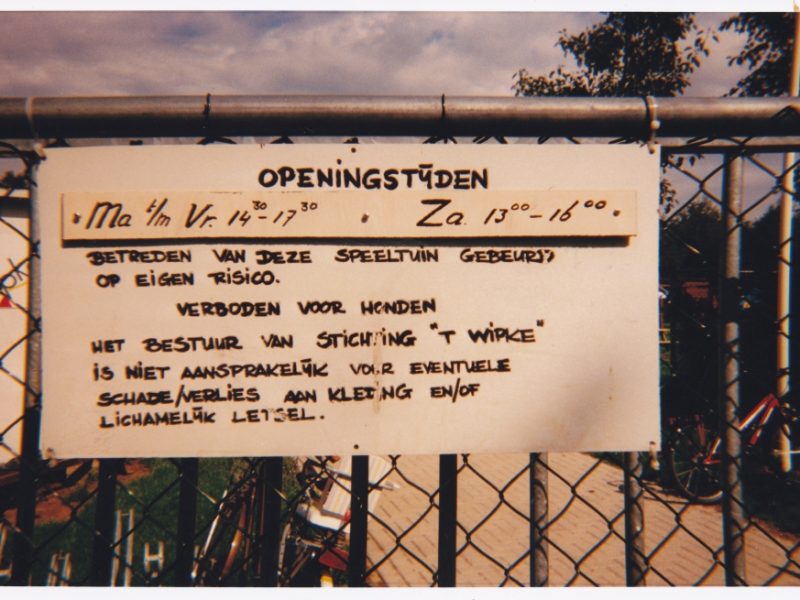 OPENINGSTIJDEN
Ma t/m Vr. 14³⁰-17³⁰ Za. 13⁰⁰-16⁰⁰
BETREDEN VAN DEZE SPEELTUIN GEBEURT
OP EIGEN RISICO.
VERBODEN VOOR HONDEN
HET BESTUUR VAN STICHTING "T WIPKE"
IS NIET AANSPRAKELIJK VOOR EVENTUELE
SCHADE/VERLIES AAN KLEDING EN/OF
LICHAMELIJK LETSEL.